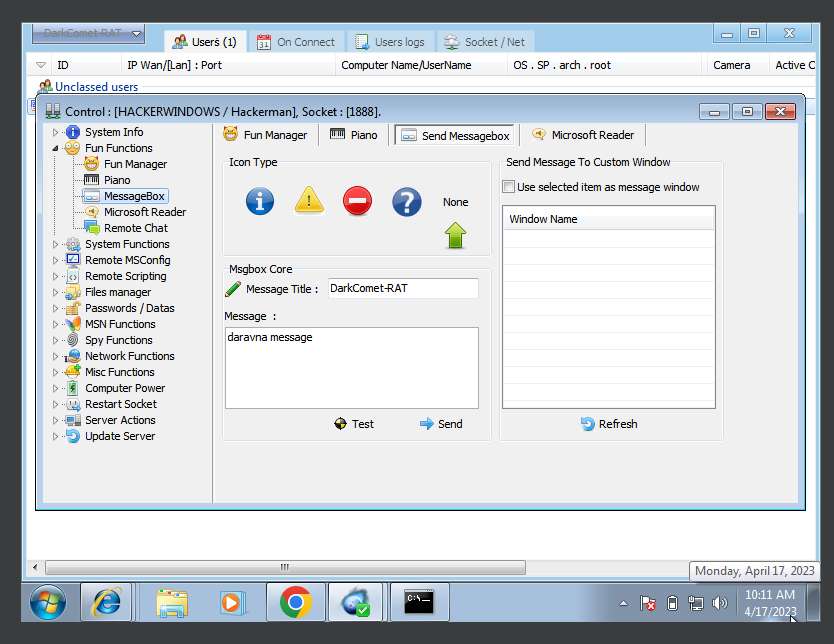 DarkComet-RAT
Users (1)
On Connect
Users logs
Socket / Net
ID
IP Wan/[Lan] : Port
Computer Name/UserName
OS . SP . arch . root
Camera
Active C
Unclassed users
Control : [HACKERWINDOWS / Hackerman], Socket : [1888].
System Info
Fun Functions
Fun Manager
Piano
MessageBox
Microsoft Reader
Remote Chat
System Functions
Remote MSConfig
Remote Scripting
Files manager
Passwords / Datas
MSN Functions
Spy Functions
Network Functions
Misc Functions
Computer Power
Restart Socket
Server Actions
Update Server
Fun Manager
Piano
Send Messagebox
Microsoft Reader
Icon Type
None
Msgbox Core
Message Title :
DarkComet-RAT
Message :
daravna message
Test
Send
Send Message To Custom Window
Use selected item as message window
Window Name
Refresh
Monday, April 17, 2023
C:\_
10:11 AM
4/17/2023